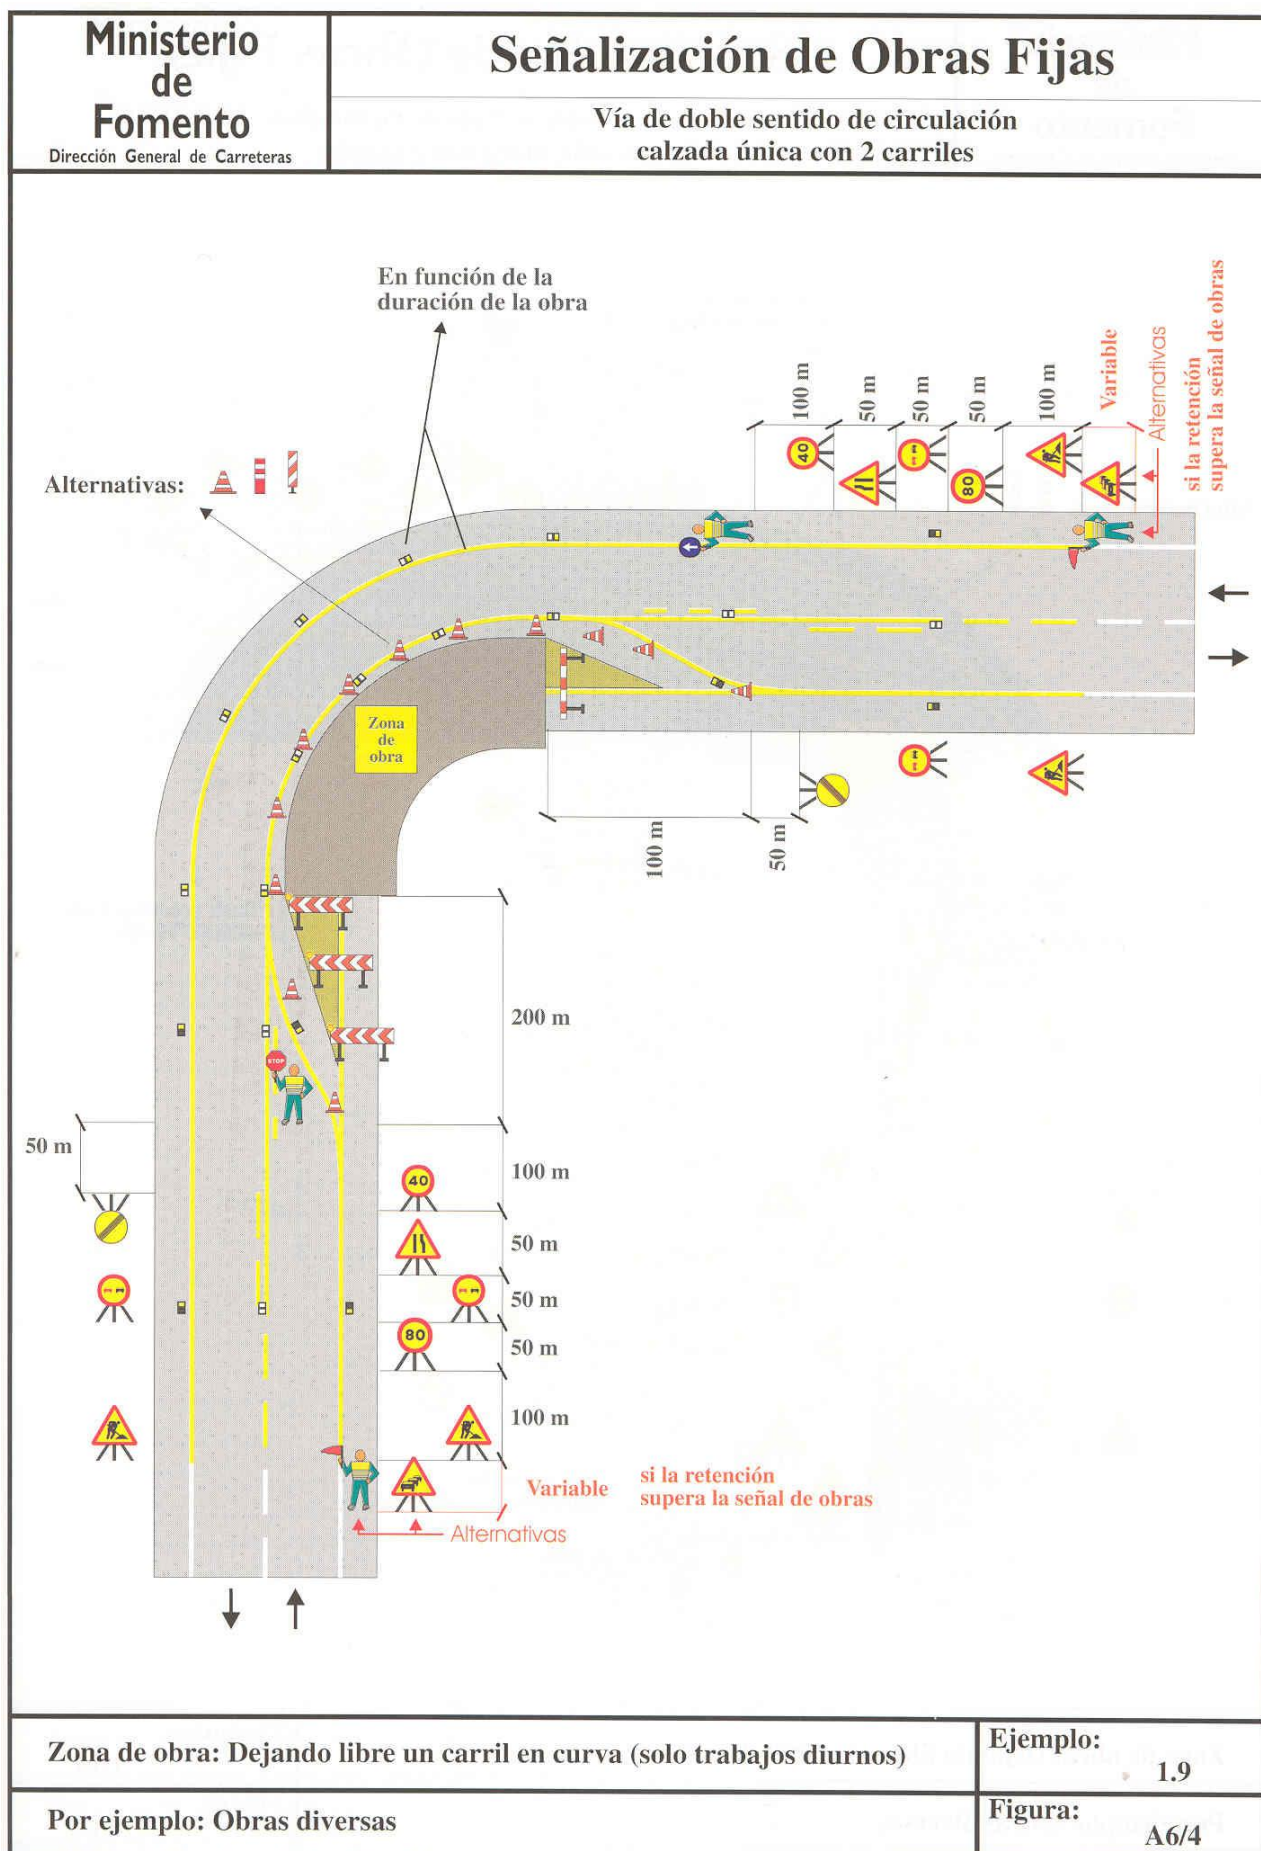 Ministerio
de
Fomento
Dirección General de Carreteras
Señalización de Obras Fijas
Vía de doble sentido de circulación
calzada única con 2 carriles
En función de la
duración de la obra
Alternativas:
100 m
50 m
50 m
50 m
100 m
Variable
Alternativas
si la retención
supera la señal de obras
40
80
Zona
de
obra
100 m
50 m
200 m
STOP
50 m
100 m
40
50 m
50 m
80
50 m
100 m
Variable
si la retención
supera la señal de obras
Alternativas
Zona de obra: Dejando libre un carril en curva (solo trabajos diurnos)
Ejemplo:
1.9
Por ejemplo: Obras diversas
Figura:
A6/4